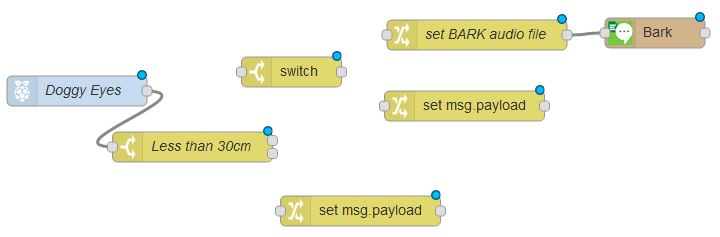 set BARK audio file
Bark
switch
Doggy Eyes
set msg.payload
Less than 30cm
set msg.payload